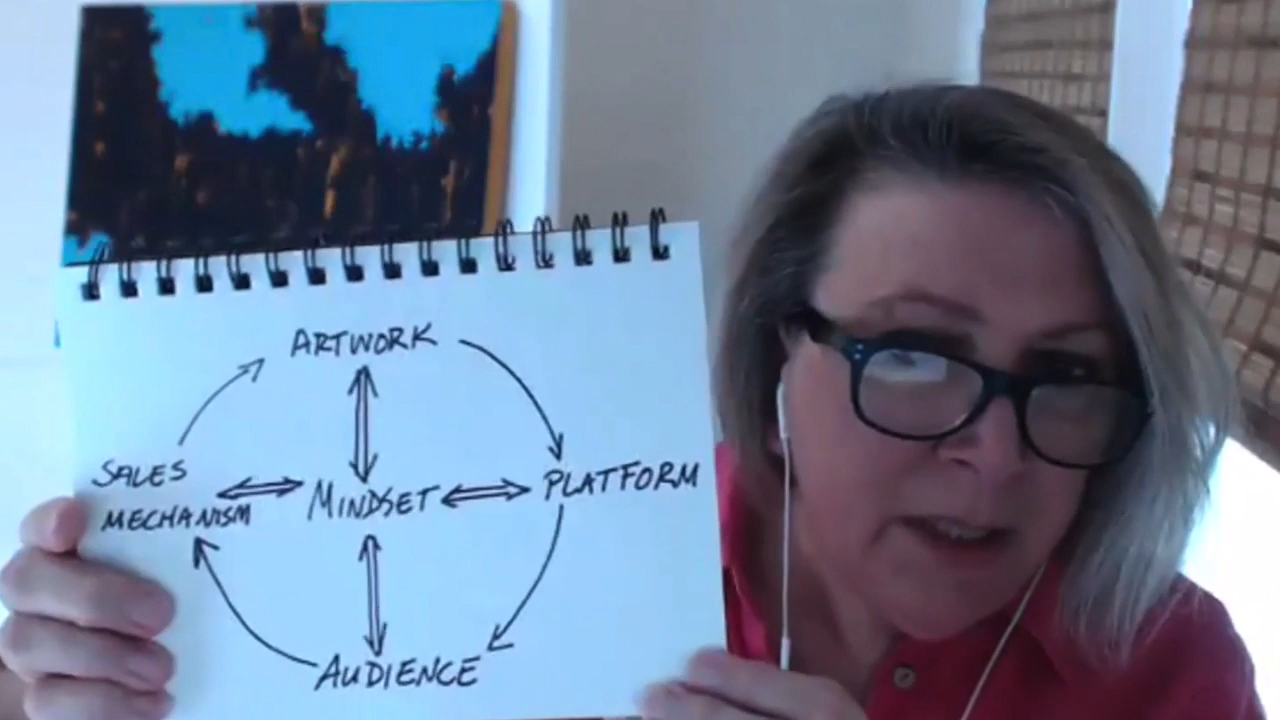 ARTWORK
SALES
MECHANISM
MINDSET
PLATFORM
AUDIENCE